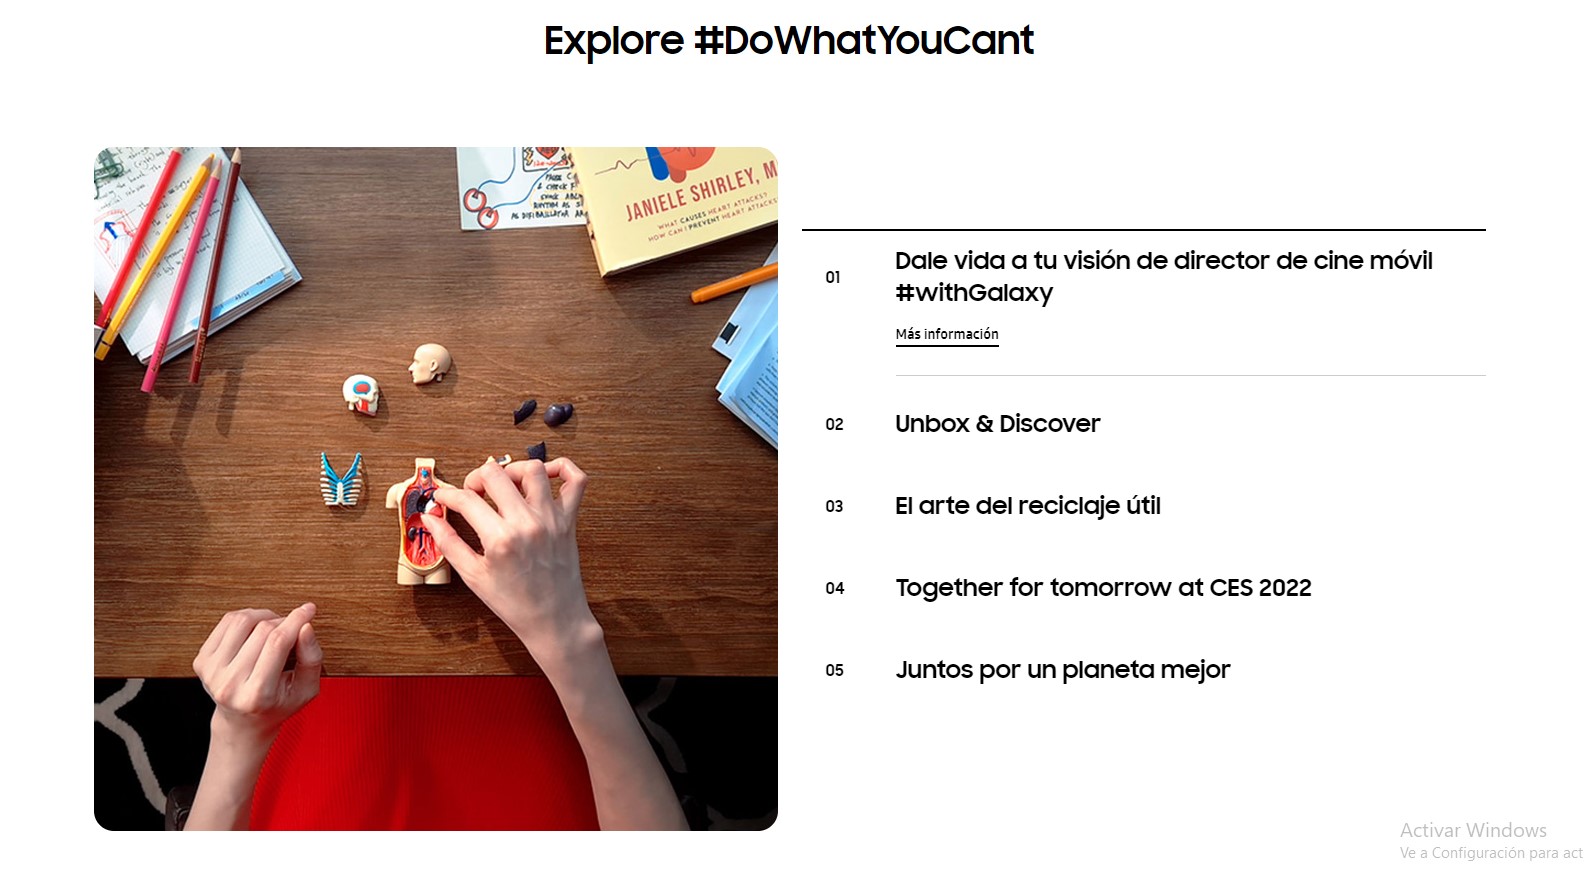 Explore #DoWhatYouCant
JANIELE SHIRLEY, M
WHAT CAUSES HEART ATTACKS?
HOW CAN I PREVENT HEART ATTACKS
01
Dale vida a tu visión de director de cine móvil
#withGalaxy
Más información
02
Unbox & Discover
03
El arte del reciclaje útil
04
Together for tomorrow at CES 2022
05
Juntos por un planeta mejor
Activar Windows
Ve a Configuración para act